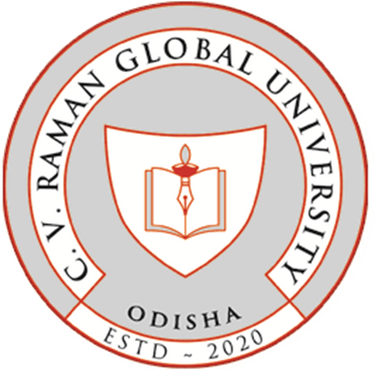 C. V. RAMAN GLOBAL UNIVERSITY
ODISHA
ESTD ~ 2020